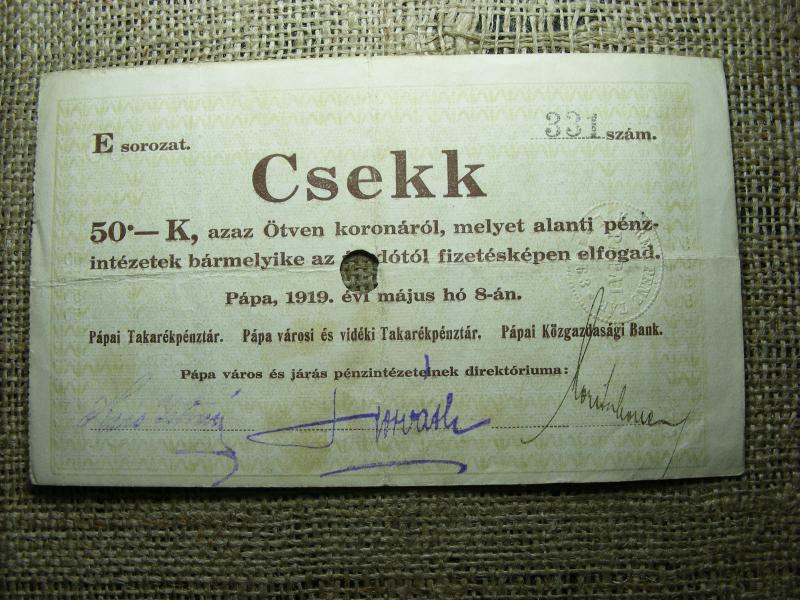 E sorozat.
331 szám.
Csekk
50·— K, azaz Ötven koronáról, melyet alanti pénz-
intézetek bármelyike az dótól fizetésképen elfogad.
Pápa, 1919. évi május hó 8-án.
Pápai Takarékpénztár. Pápa városi és vidéki Takarékpénztár. Pápai Közgazdasági Bank.
Pápa város és járás pénzintézeteinek direktóriuma:
Horváth